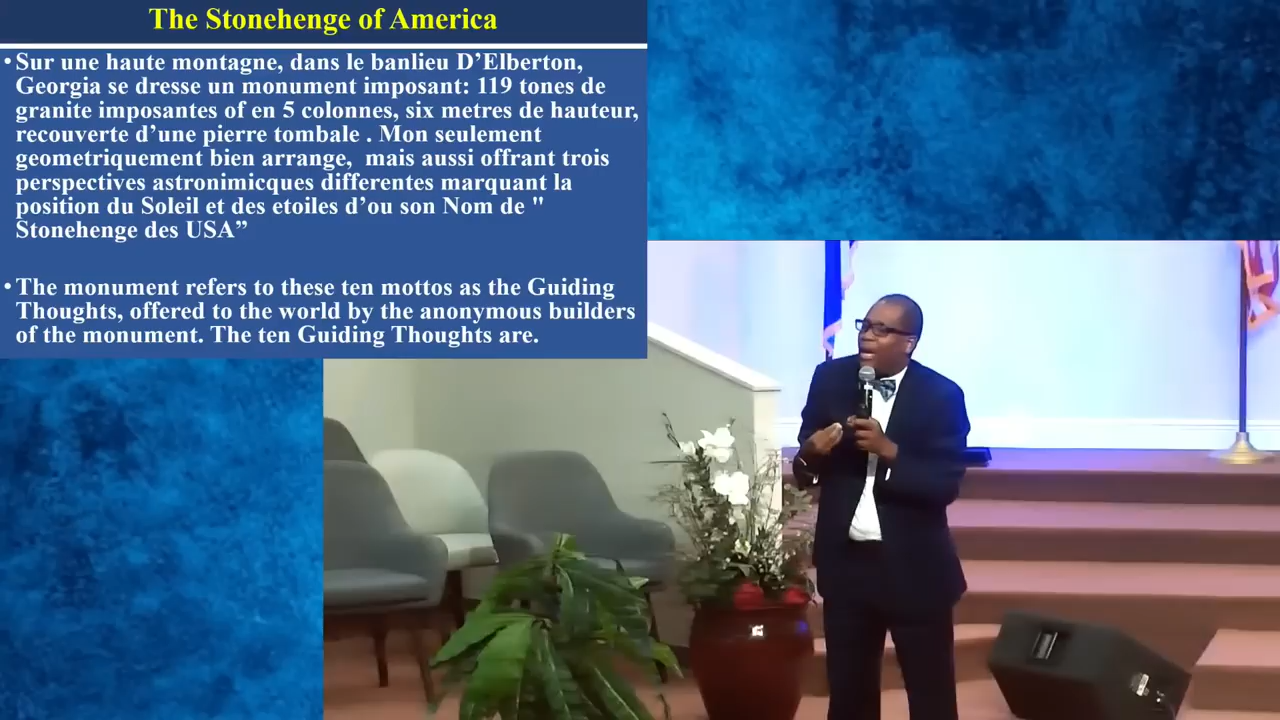 The Stonehenge of America
•Sur une haute montagne, dans le banlieu D’Elberton,
Georgia se dresse un monument imposant: 119 tones de
granite imposantes of en 5 colonnes, six metres de hauteur,
recouverte d’une pierre tombale . Mon seulement
geometriquement bien arrange,  mais aussi offrant trois
perspectives astronimicques differentes marquant la
position du Soleil et des etoiles d’ou son Nom de "
Stonehenge des USA”
•The monument refers to these ten mottos as the Guiding
Thoughts, offered to the world by the anonymous builders
of the monument. The ten Guiding Thoughts are.